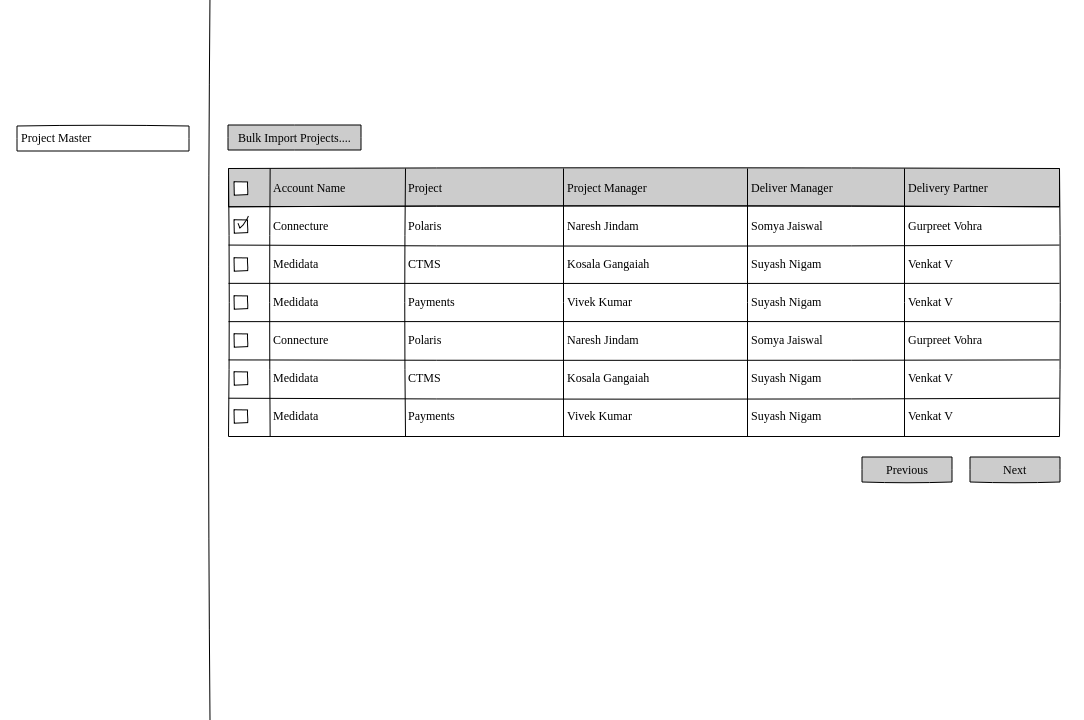 Project Master
Bulk Import Projects....
Account Name Project Project Manager Deliver Manager Delivery Partner
Connecture Polaris Naresh Jindam Somya Jaiswal Gurpreet Vohra
Medidata CTMS Kosala Gangaiah Suyash Nigam Venkat V
Medidata Payments Vivek Kumar Suyash Nigam Venkat V
Connecture Polaris Naresh Jindam Somya Jaiswal Gurpreet Vohra
Medidata CTMS Kosala Gangaiah Suyash Nigam Venkat V
Medidata Payments Vivek Kumar Suyash Nigam Venkat V
Previous Next